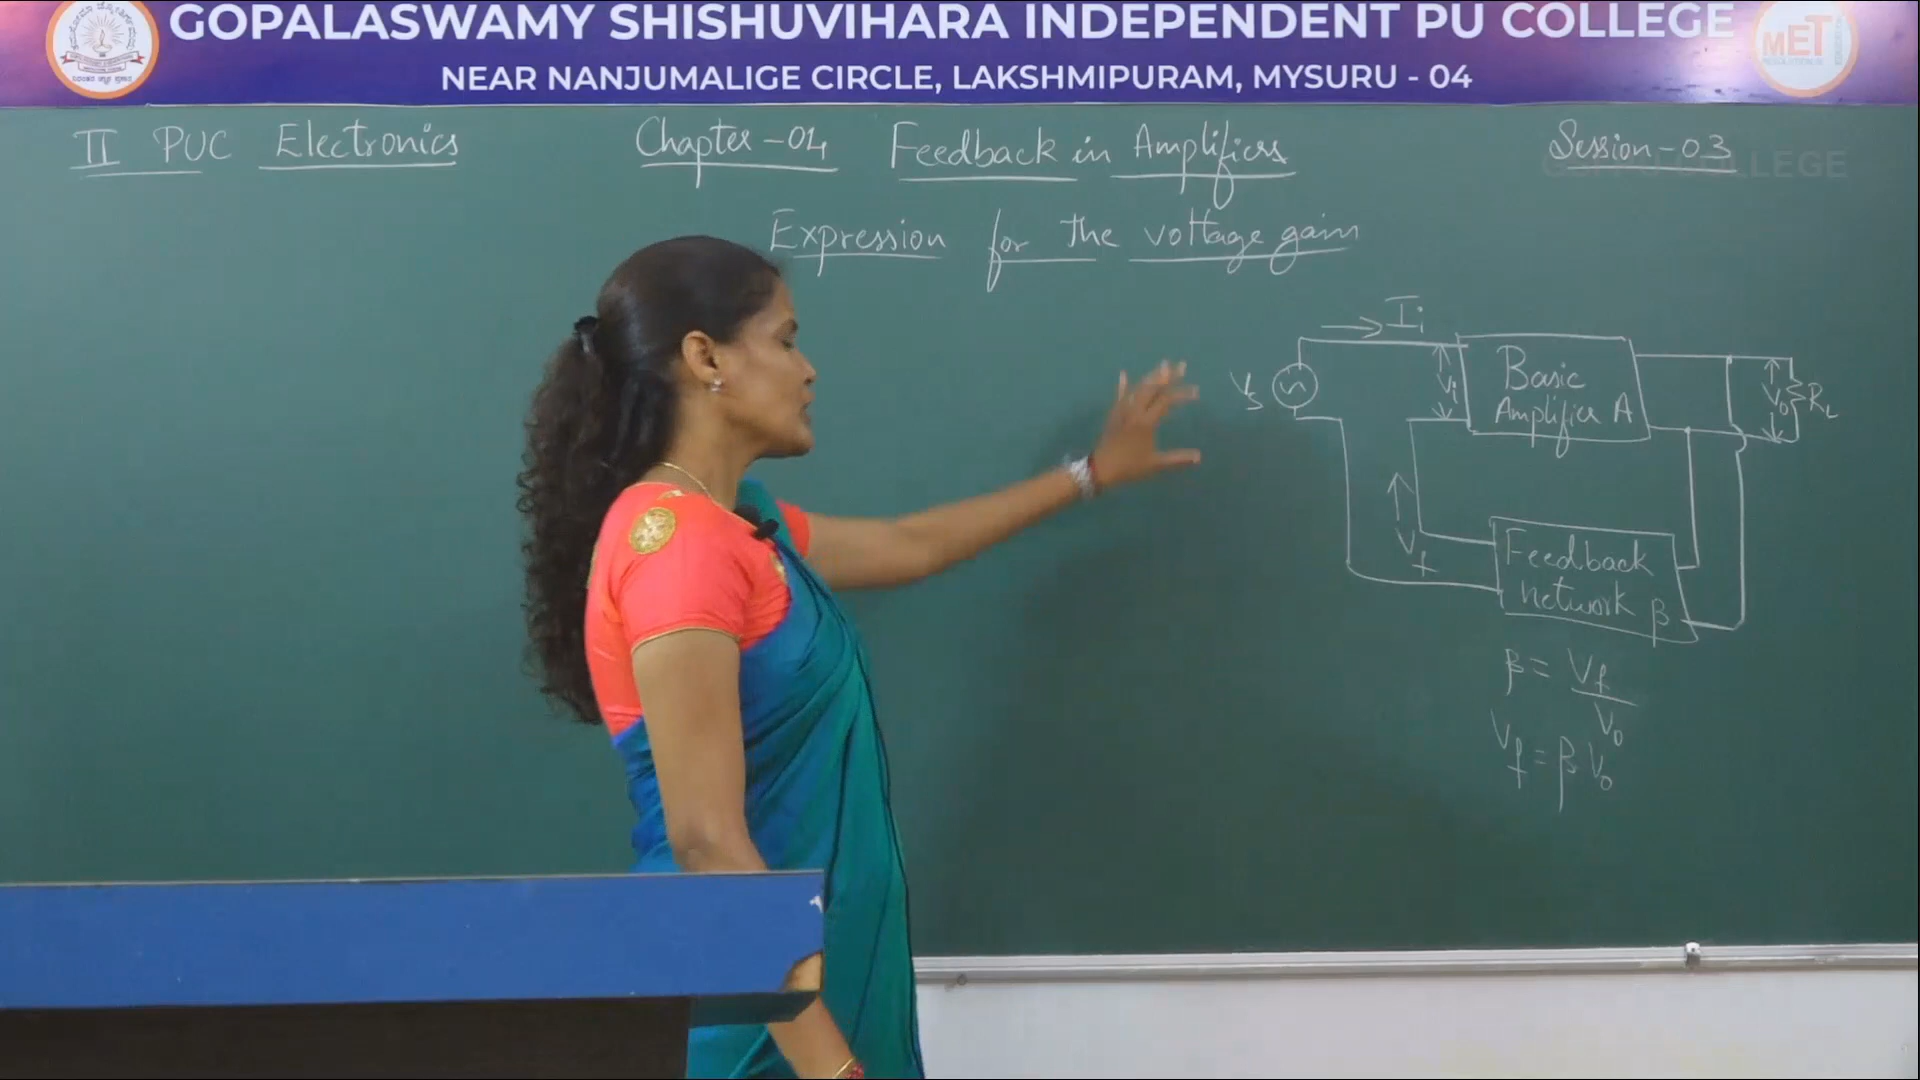 GOPALASWAMY SHISHUVIHARA INDEPENDENT PU COLLEGE
NEAR NANJUMALIGE CIRCLE, LAKSHMIPURAM, MYSURU - 04
MET
II PUC Electronics
Chapter -04
Feedback in Amplifiers
Session -03
Expression for the voltage gain
Ii
Vs
Vi
Basic
Amplifier A
Vo
RL
Vf
Feedback
network β
β = Vf / Vo
Vf = β Vo